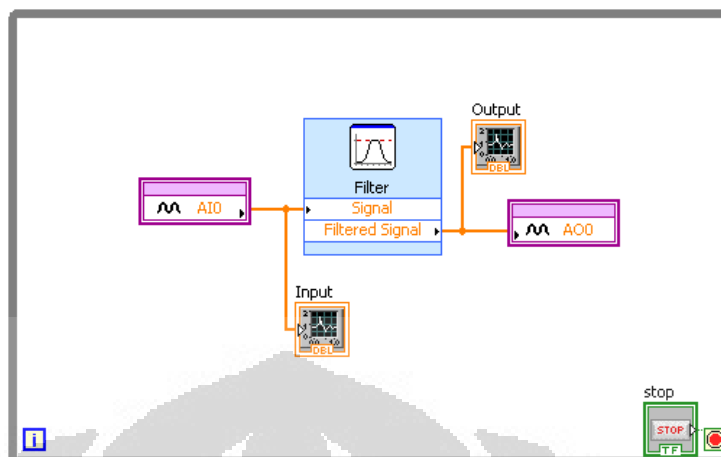 Output
DBL
Filter
AI0
Signal
Filtered Signal
AO0
Input
DBL
stop
STOP
TF
i